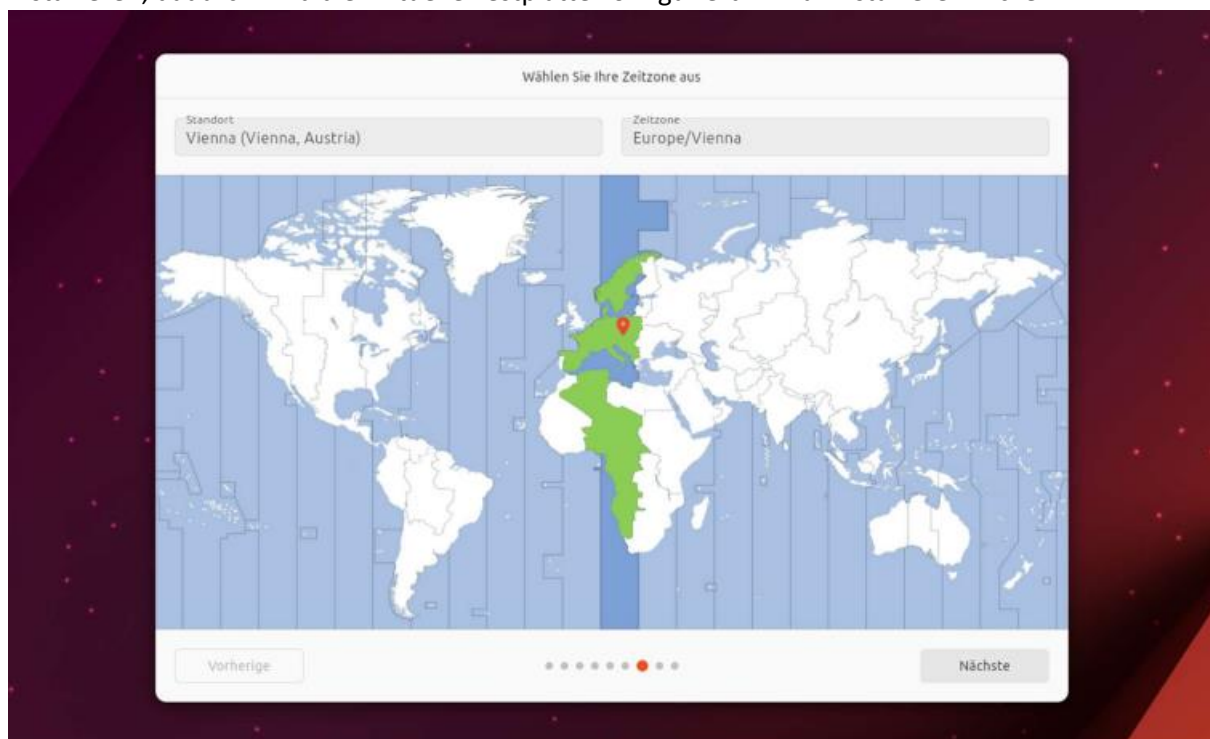 Wählen Sie Ihre Zeitzone aus
Standort
Vienna (Vienna, Austria)
Zeitzone
Europe/Vienna
Vorherige
Nächste